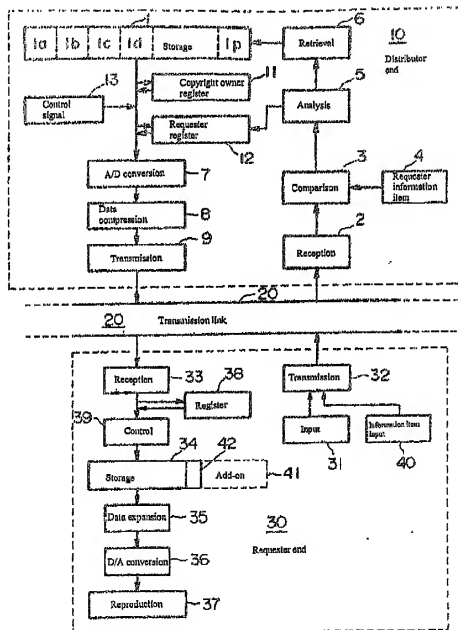 1
6
1a 1b 1c 1d Storage 1p
Retrieval
10
Distributor
end
13
11
5
Control
signal
Copyright owner
register
Analysis
Requester
register
12
3
4
A/D conversion
7
Comparison
Requester
information
item
Data
compression
8
2
9
Transmission
Reception
20
20
Transmission link
Reception
33
38
Transmission
32
39
Register
Control
Input
Information item
input
34
42
31
40
Storage
Add-on
41
Data expansion
35
30
36
Requester end
D/A conversion
Reproduction
37